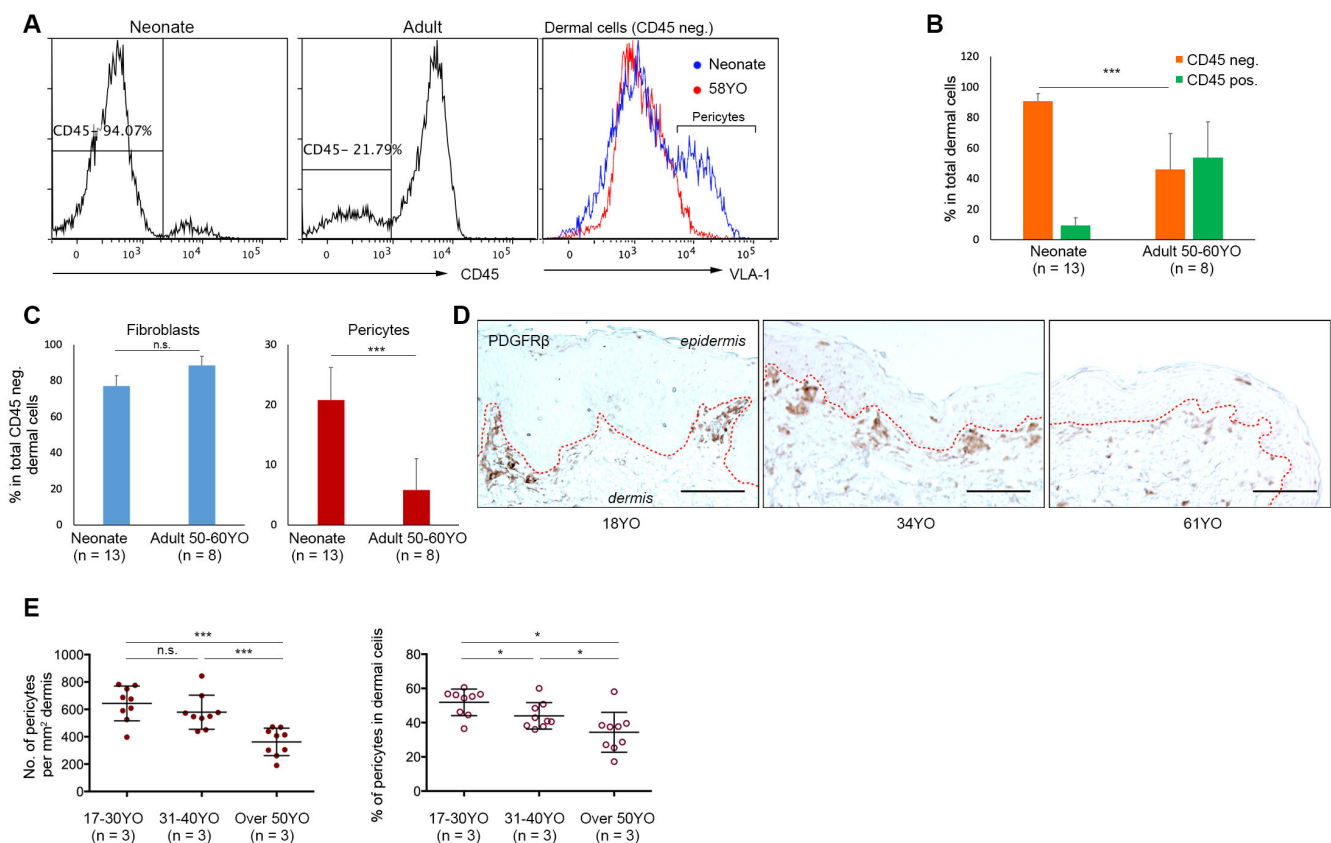 A
Neonate
Adult
Dermal cells (CD45 neg.)
CD45– 94.07%
CD45– 21.79%
Neonate
58YO
Pericytes
0 10³ 10⁴ 10⁵
0 10³ 10⁴ 10⁵
0 10³ 10⁴ 10⁵
CD45
VLA-1
B
CD45 neg.
CD45 pos.
***
% in total dermal cells
100
80
60
40
20
0
Neonate
(n = 13)
Adult 50-60YO
(n = 8)
C
Fibroblasts
n.s.
% in total CD45 neg.
dermal cells
100
80
60
40
20
0
Neonate
(n = 13)
Adult 50-60YO
(n = 8)
Pericytes
***
30
20
10
0
Neonate
(n = 13)
Adult 50-60YO
(n = 8)
D
PDGFRβ
epidermis
dermis
18YO
34YO
61YO
E
***
n.s.
***
No. of pericytes
per mm² dermis
1000
800
600
400
200
0
17-30YO
(n = 3)
31-40YO
(n = 3)
Over 50YO
(n = 3)
*
*
*
% of pericytes in dermal cells
80
60
40
20
0
17-30YO
(n = 3)
31-40YO
(n = 3)
Over 50YO
(n = 3)